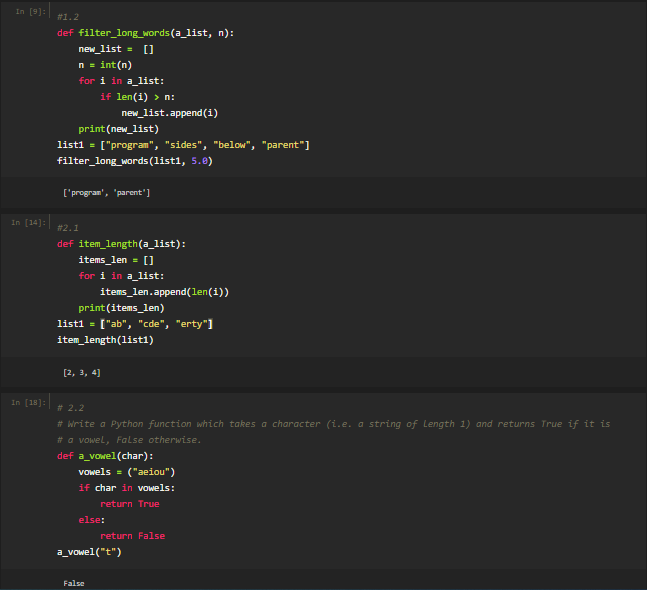 In [9]:
#1.2
def filter_long_words(a_list, n):
    new_list =  []
    n = int(n)
    for i in a_list:
        if len(i) > n:
            new_list.append(i)
    print(new_list)
list1 = ["program", "sides", "below", "parent"]
filter_long_words(list1, 5.0)
['program', 'parent']
In [14]:
#2.1
def item_length(a_list):
    items_len = []
    for i in a_list:
        items_len.append(len(i))
    print(items_len)
list1 = ["ab", "cde", "erty"]
item_length(list1)
[2, 3, 4]
In [18]:
# 2.2
# Write a Python function which takes a character (i.e. a string of length 1) and returns True if it is
# a vowel, False otherwise.
def a_vowel(char):
    vowels = ("aeiou")
    if char in vowels:
        return True
    else:
        return False
a_vowel("t")
False